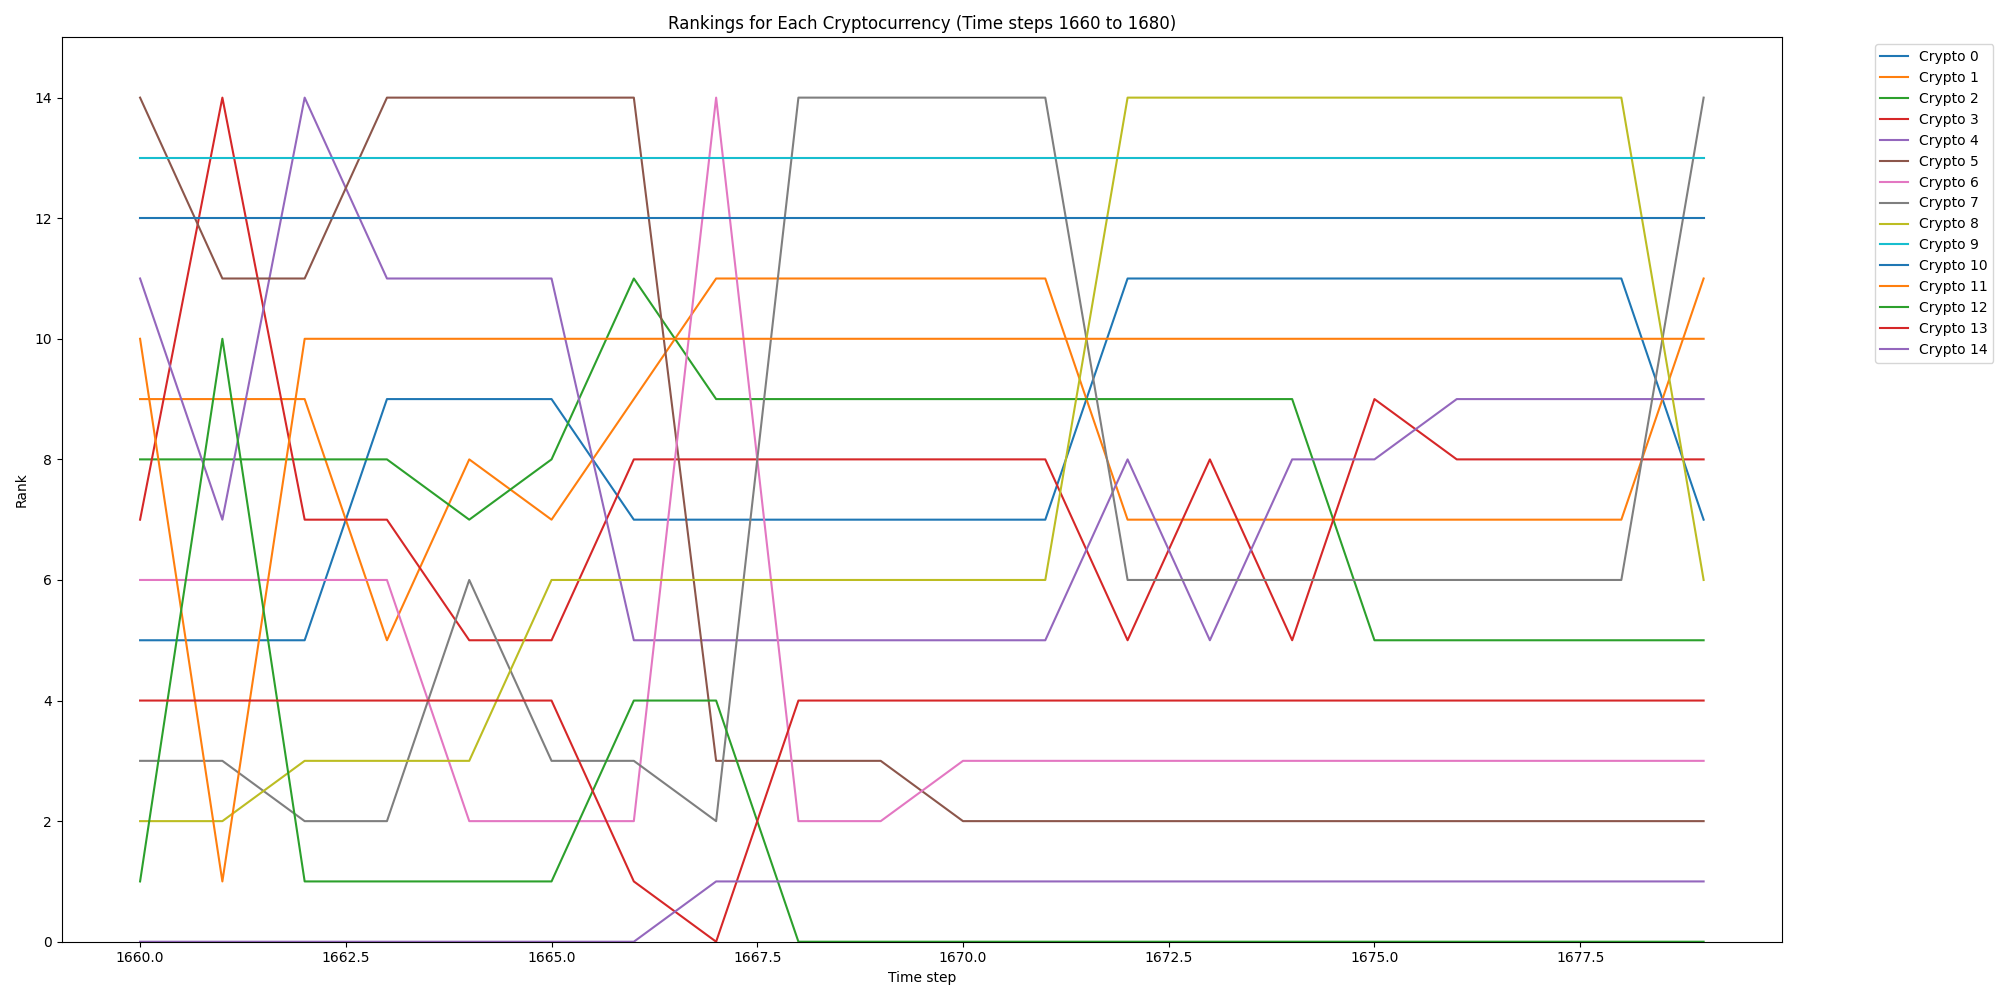 Rankings for Each Cryptocurrency (Time steps 1660 to 1680)
Crypto 0
Crypto 1
Crypto 2
Crypto 3
Crypto 4
Crypto 5
Crypto 6
Crypto 7
Crypto 8
Crypto 9
Crypto 10
Crypto 11
Crypto 12
Crypto 13
Crypto 14
14
12
10
8
6
4
2
0
Rank
1660.0 1662.5 1665.0 1667.5 1670.0 1672.5 1675.0 1677.5
Time step